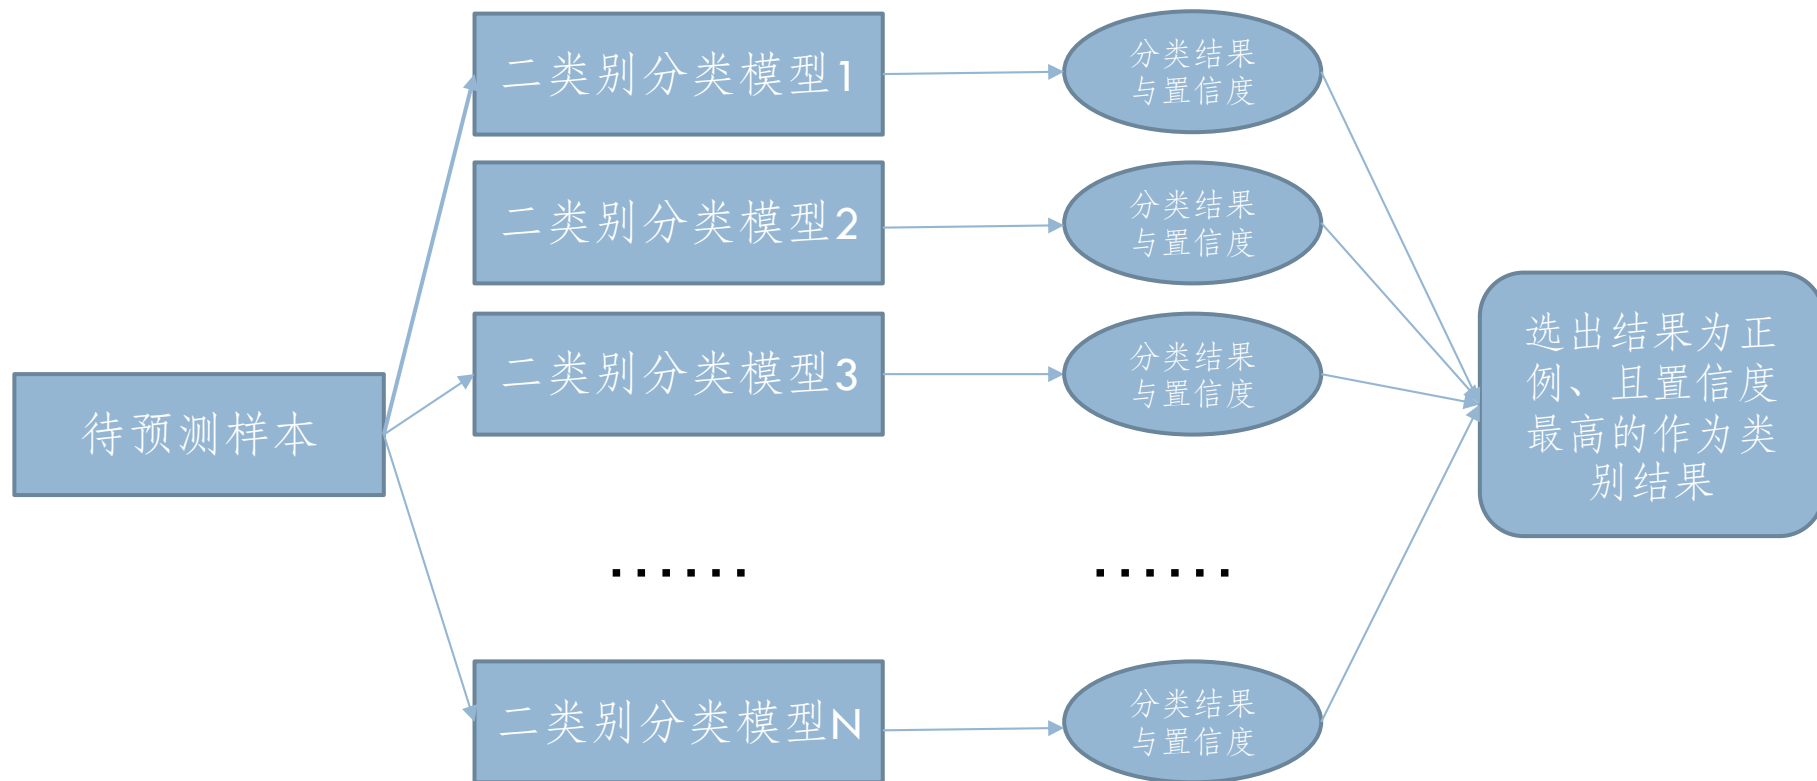 二类别分类模型1
分类结果
与置信度
二类别分类模型2
分类结果
与置信度
二类别分类模型3
分类结果
与置信度
待预测样本
选出结果为正
例、且置信度
最高的作为类
别结果
······
······
二类别分类模型N
分类结果
与置信度